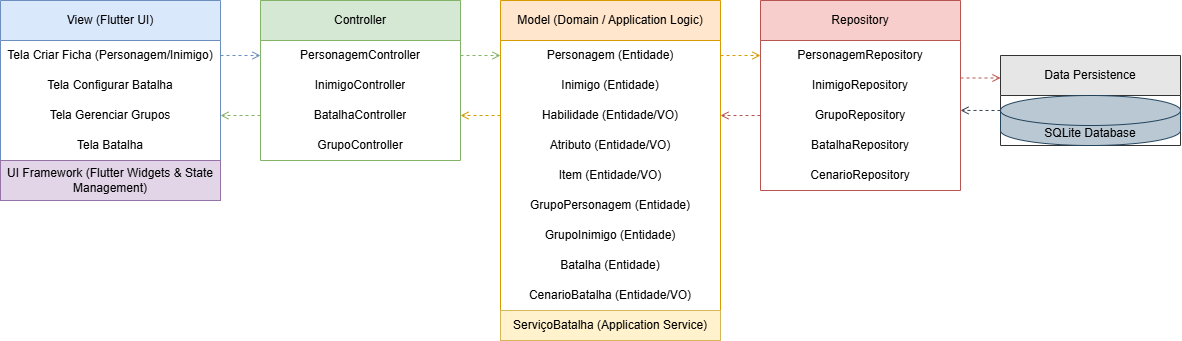 View (Flutter UI)
Tela Criar Ficha (Personagem/Inimigo)
Tela Configurar Batalha
Tela Gerenciar Grupos
Tela Batalha
UI Framework (Flutter Widgets & State
Management)
Controller
PersonagemController
InimigoController
BatalhaController
GrupoController
Model (Domain / Application Logic)
Personagem (Entidade)
Inimigo (Entidade)
Habilidade (Entidade/VO)
Atributo (Entidade/VO)
Item (Entidade/VO)
GrupoPersonagem (Entidade)
GrupoInimigo (Entidade)
Batalha (Entidade)
CenarioBatalha (Entidade/VO)
ServiçoBatalha (Application Service)
Repository
PersonagemRepository
InimigoRepository
GrupoRepository
BatalhaRepository
CenarioRepository
Data Persistence
SQLite Database